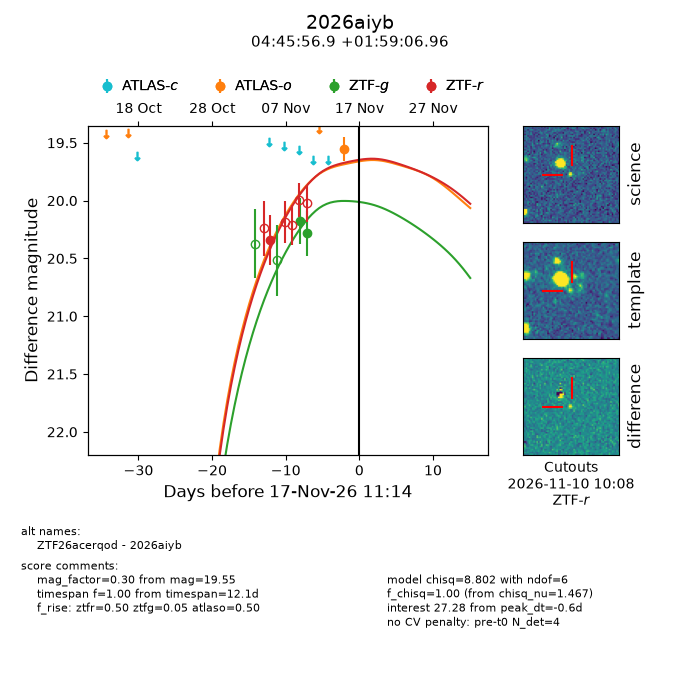 2026aiyb
04:45:56.9 +01:59:06.96
ATLAS-c
ATLAS-o
ZTF-g
ZTF-r
18 Oct
28 Oct
07 Nov
17 Nov
27 Nov
19.5
20.0
20.5
21.0
21.5
22.0
Difference magnitude
−30
−20
−10
0
10
Days before 17-Nov-26 11:14
science
template
difference
Cutouts
2026-11-10 10:08
ZTF-r
alt names:
ZTF26acerqod - 2026aiyb
score comments:
mag_factor=0.30 from mag=19.55
timespan f=1.00 from timespan=12.1d
f_rise: ztfr=0.50 ztfg=0.05 atlaso=0.50
model chisq=8.802 with ndof=6
f_chisq=1.00 (from chisq_nu=1.467)
interest 27.28 from peak_dt=-0.6d
no CV penalty: pre-t0 N_det=4